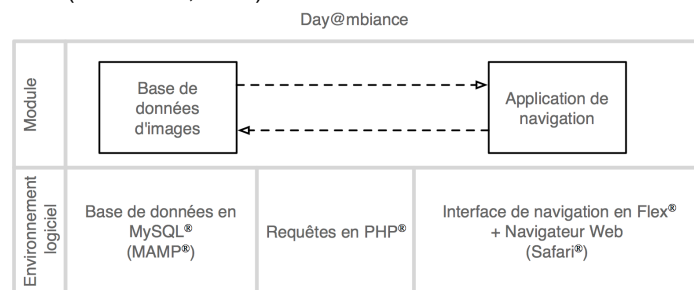 Day@mbiance
Module
Base de
données
d'images
Application de
navigation
Environnement
logiciel
Base de données en
MySQL®
(MAMP®)
Requêtes en PHP®
Interface de navigation en Flex®
+ Navigateur Web
(Safari®)